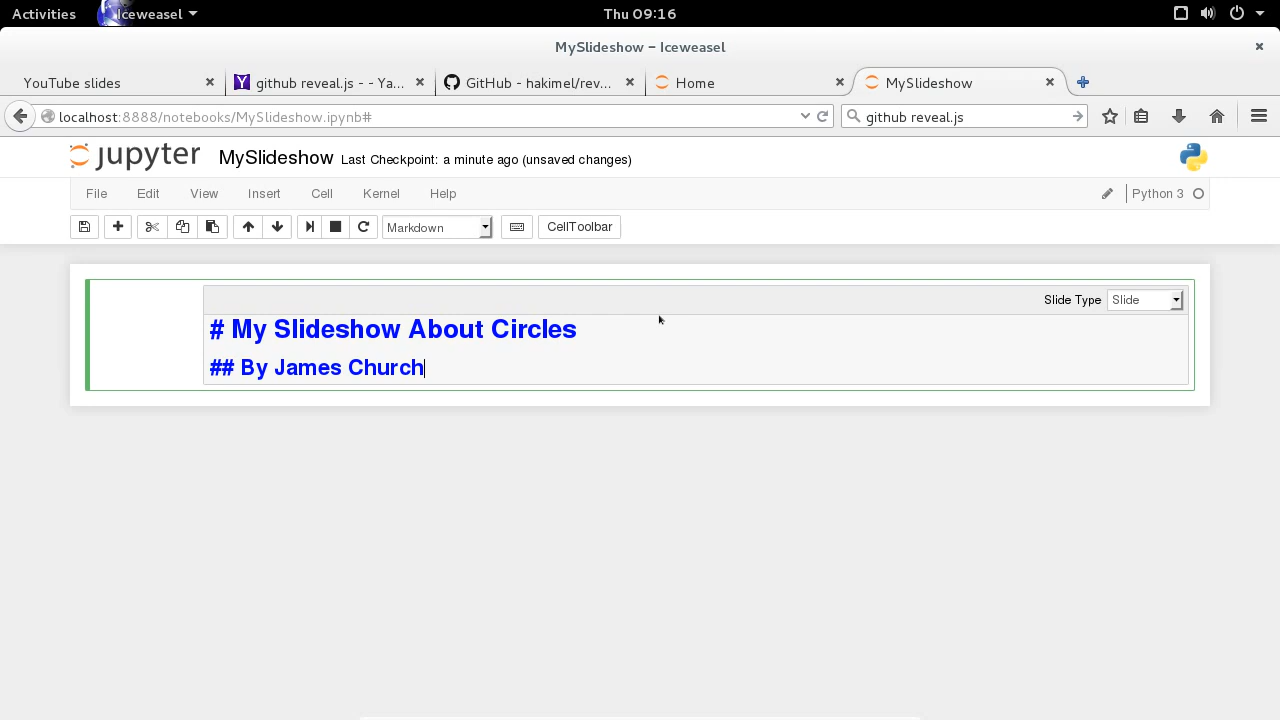 Activities Iceweasel Thu 09:16
MySlideshow – Iceweasel
YouTube slides github reveal.js - - Ya... GitHub - hakimel/rev... Home MySlideshow
localhost:8888/notebooks/MySlideshow.ipynb# github reveal.js
jupyter MySlideshow Last Checkpoint: a minute ago (unsaved changes)
File Edit View Insert Cell Kernel Help Python 3
Markdown CellToolbar
Slide Type Slide
# My Slideshow About Circles
## By James Church